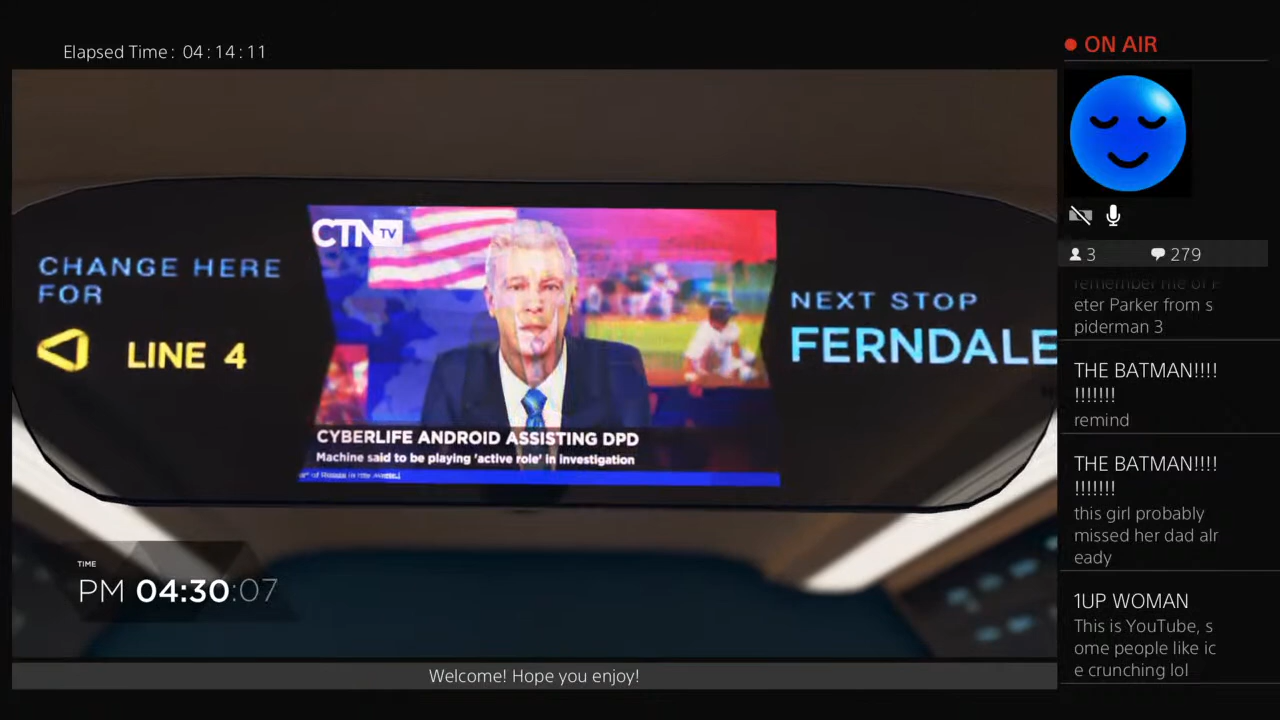 Elapsed Time: 04:14:11
ON AIR
3
279
eter Parker from s
piderman 3
THE BATMAN!!!!
!!!!!!!
remind
THE BATMAN!!!!
!!!!!!!
this girl probably
missed her dad alr
eady
1UP WOMAN
This is YouTube, s
ome people like ic
e crunching lol
CHANGE HERE
FOR
LINE 4
CTN TV
CYBERLIFE ANDROID ASSISTING DPD
Machine said to be playing 'active role' in investigation
NEXT STOP
FERNDALE
TIME
PM 04:30:07
Welcome! Hope you enjoy!